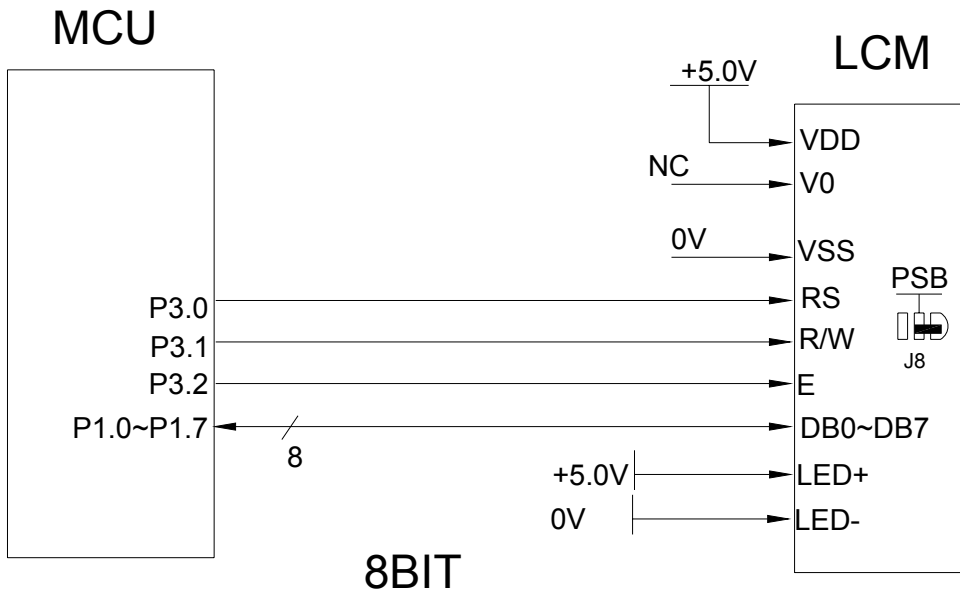 MCU
LCM
+5.0V
VDD
NC
V0
0V
VSS
PSB
P3.0
RS
J8
P3.1
R/W
P3.2
E
P1.0~P1.7
8
DB0~DB7
+5.0V
LED+
0V
LED-
8BIT